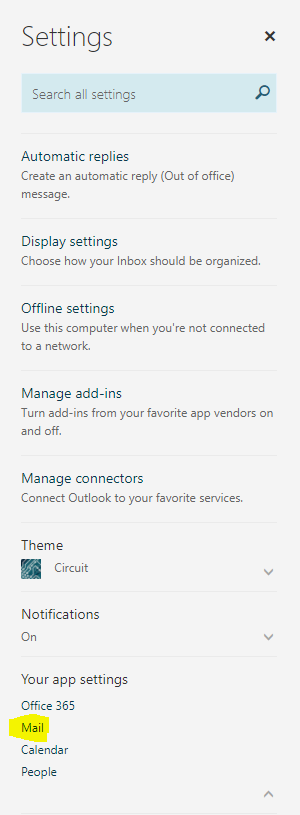 Settings
Search all settings
Automatic replies
Create an automatic reply (Out of office)
message.
Display settings
Choose how your Inbox should be organized.
Offline settings
Use this computer when you're not connected
to a network.
Manage add-ins
Turn add-ins from your favorite app vendors on
and off.
Manage connectors
Connect Outlook to your favorite services.
Theme
Circuit
Notifications
On
Your app settings
Office 365
Mail
Calendar
People